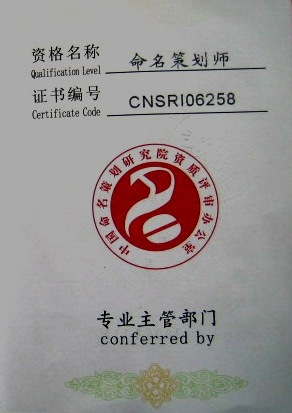 资格名称 命名策划师
Qualification Level
证书编号 CNSRI06258
Certificate Code
中国命名策划研究院资质评审办公室
专业主管部门
conferred by